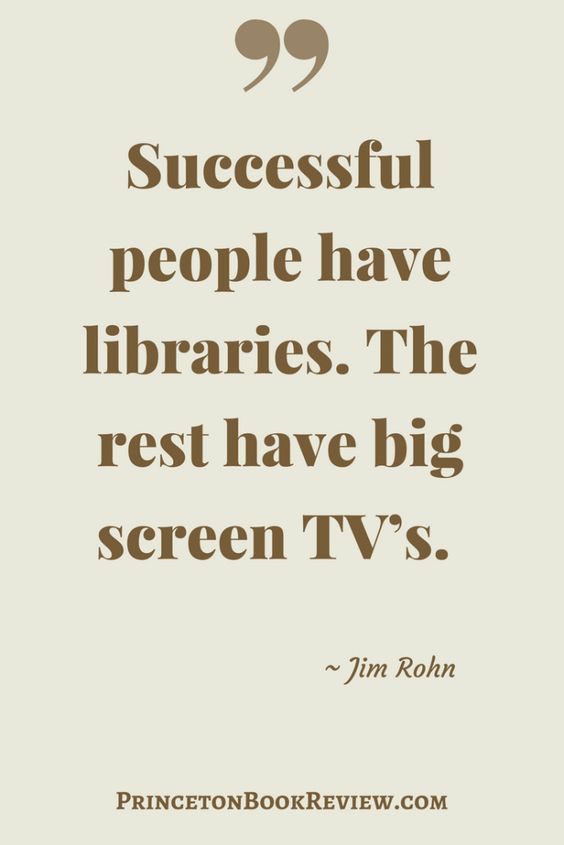 ”
Successful
people have
libraries. The
rest have big
screen TV’s.
~ Jim Rohn
PrincetonBookReview.com